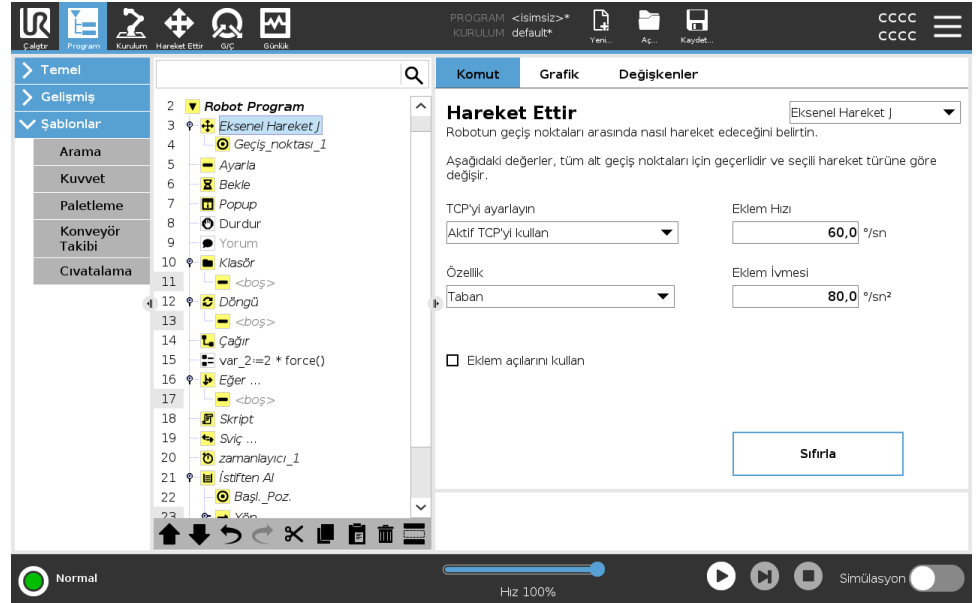 PROGRAM <isimsiz>*
KURULUM default*
cccc
cccc
Çalıştır
Program
Kurulum
Hareket Ettir
G/Ç
Günlük
Yeni...
Aç...
Kaydet...
Temel
Gelişmiş
Şablonlar
Arama
Kuvvet
Paletleme
Konveyör
Takibi
Cıvatalama
2 Robot Program
3 Eksenel Hareket J
4 Geçiş_noktası_1
5 Ayarla
6 Bekle
7 Popup
8 Durdur
9 Yorum
10 Klasör
11 <boş>
12 Döngü
13 <boş>
14 Çağır
15 var_2≔2 * force()
16 Eğer ...
17 <boş>
18 Skript
19 Sviç ...
20 zamanlayıcı_1
21 İstiften Al
22 Başl._Poz.
23 Yön
Komut
Grafik
Değişkenler
Hareket Ettir
Eksenel Hareket J
Robotun geçiş noktaları arasında nasıl hareket edeceğini belirtin.
Aşağıdaki değerler, tüm alt geçiş noktaları için geçerlidir ve seçili hareket türüne göre
değişir.
TCP'yi ayarlayın
Eklem Hızı
Aktif TCP'yi kullan
60,0 °/sn
Özellik
Eklem İvmesi
Taban
80,0 °/sn²
Eklem açılarını kullan
Sıfırla
Normal
Hız 100%
Simülasyon